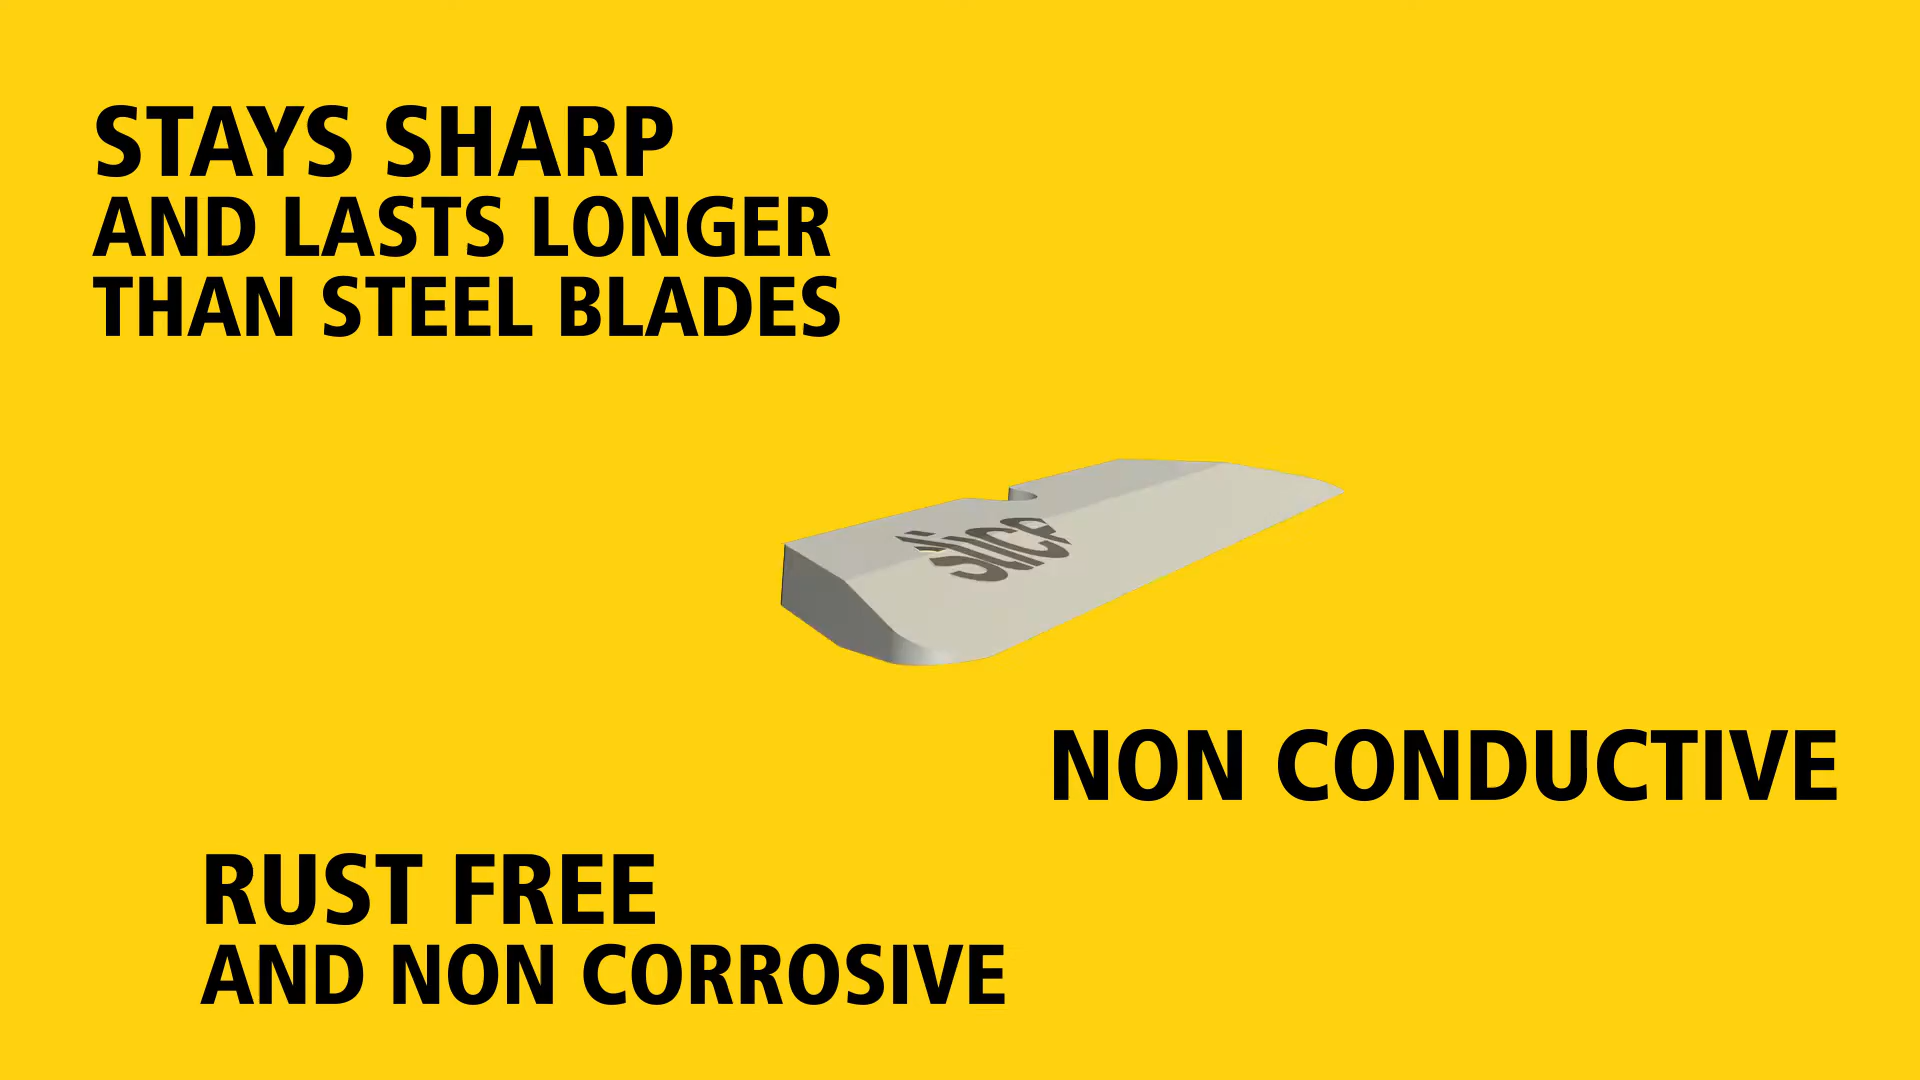 STAYS SHARP
AND LASTS LONGER
THAN STEEL BLADES
slice
NON CONDUCTIVE
RUST FREE
AND NON CORROSIVE